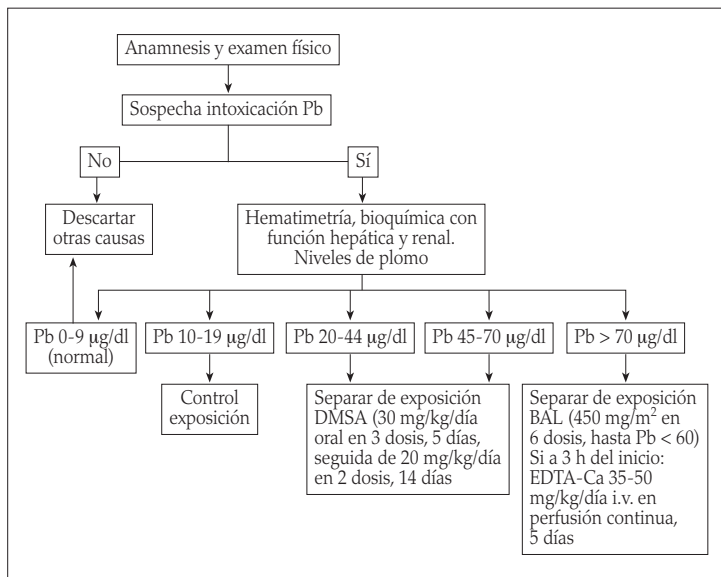 Anamnesis y examen físico
Sospecha intoxicación Pb
No
Sí
Descartar
otras causas
Hematimetría, bioquímica con
función hepática y renal.
Niveles de plomo
Pb 0-9 μg/dl
(normal)
Pb 10-19 μg/dl
Pb 20-44 μg/dl
Pb 45-70 μg/dl
Pb > 70 μg/dl
Control
exposición
Separar de exposición
DMSA (30 mg/kg/día
oral en 3 dosis, 5 días,
seguida de 20 mg/kg/día
en 2 dosis, 14 días
Separar de exposición
BAL (450 mg/m² en
6 dosis, hasta Pb < 60)
Si a 3 h del inicio:
EDTA-Ca 35-50
mg/kg/día i.v. en
perfusión continua,
5 días